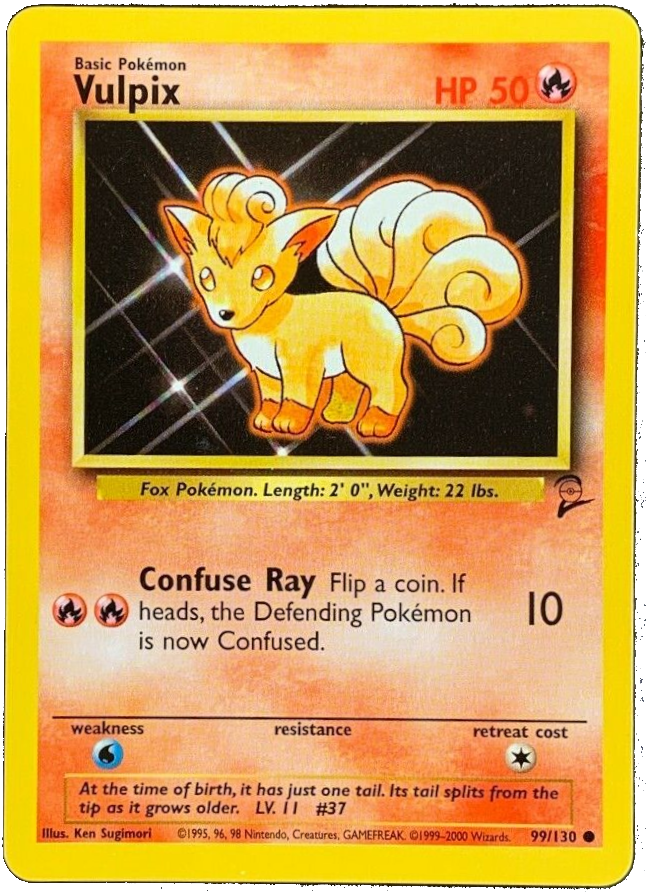 Basic Pokémon
Vulpix
HP 50
Fox Pokémon. Length: 2' 0", Weight: 22 lbs.
Confuse Ray Flip a coin. If
heads, the Defending Pokémon
is now Confused.
10
weakness resistance retreat cost
At the time of birth, it has just one tail. Its tail splits from the
tip as it grows older. LV. 11 #37
Illus. Ken Sugimori ©1995, 96, 98 Nintendo, Creatures, GAMEFREAK. ©1999-2000 Wizards. 99/130